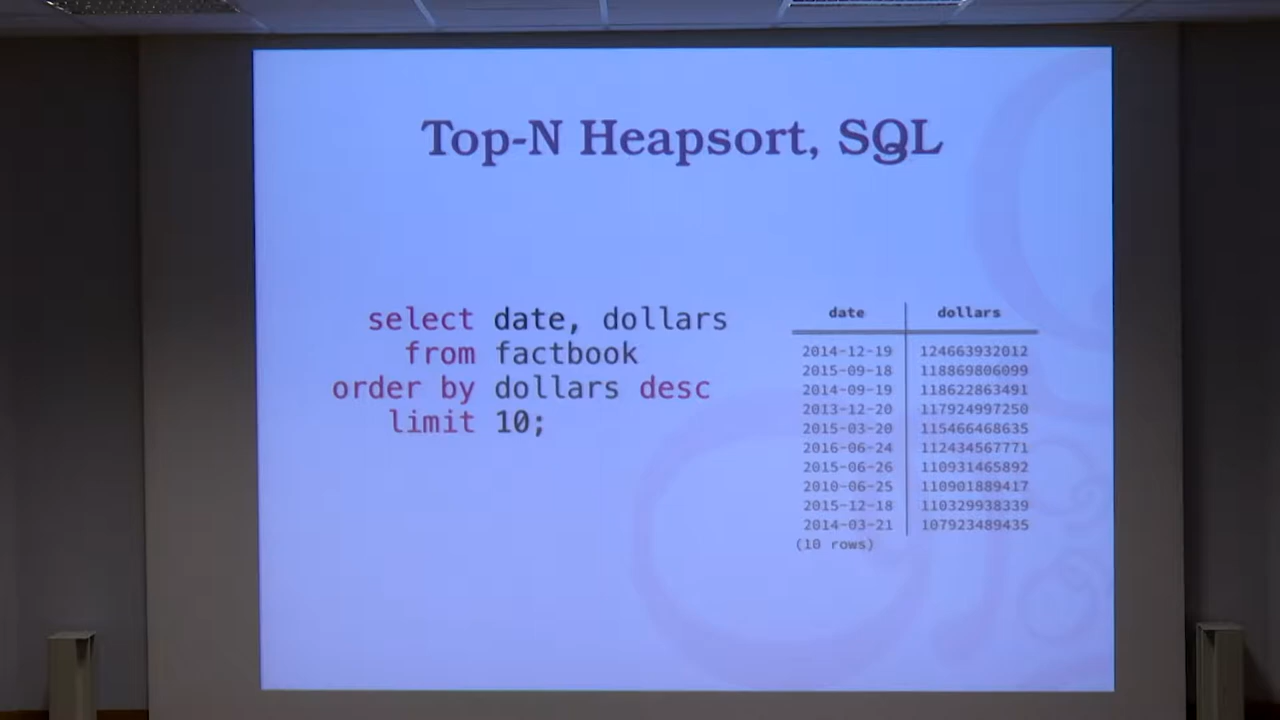 Top-N Heapsort, SQL
select date, dollars
from factbook
order by dollars desc
limit 10;
date dollars
2014-12-19 124663932012
2015-09-18 118869806099
2014-09-19 118622863491
2013-12-20 117924997250
2015-03-20 115466468635
2016-06-24 112434567771
2015-06-26 110931465892
2010-06-25 110901889417
2015-12-18 110329938339
2014-03-21 107923489435
(10 rows)